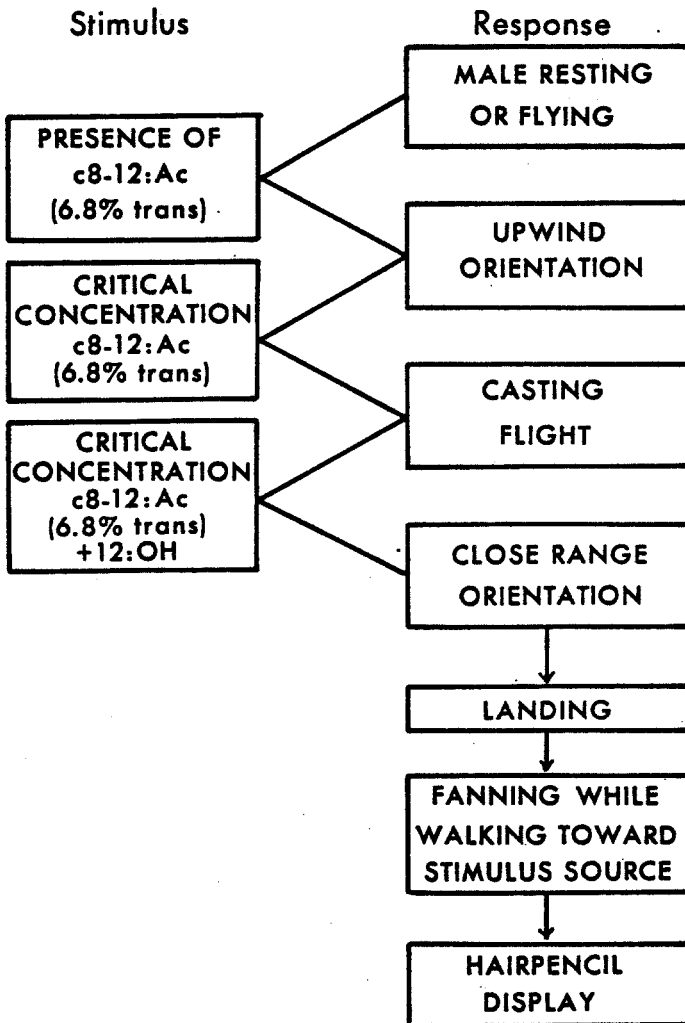 Stimulus
PRESENCE OF
c8-12:Ac
(6.8% trans)
CRITICAL
CONCENTRATION
c8-12:Ac
(6.8% trans)
CRITICAL
CONCENTRATION
c8-12:Ac
(6.8% trans)
+12:OH
Response
MALE RESTING
OR FLYING
UPWIND
ORIENTATION
CASTING
FLIGHT
CLOSE RANGE
ORIENTATION
LANDING
FANNING WHILE
WALKING TOWARD
STIMULUS SOURCE
HAIRPENCIL
DISPLAY